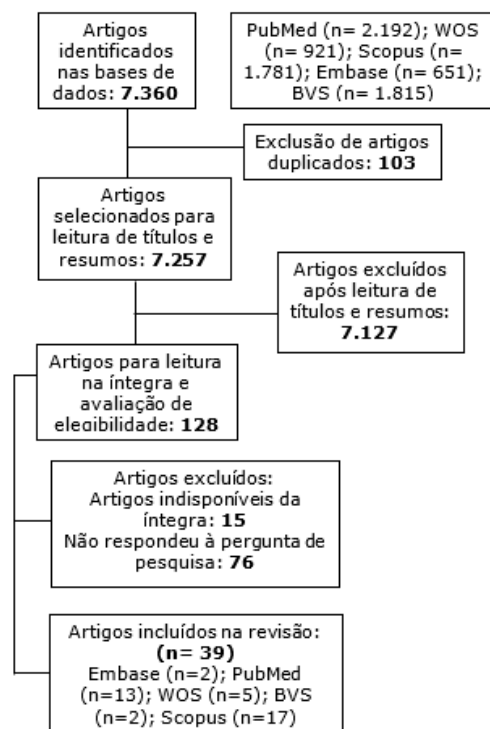 Artigos
identificados
nas bases de
dados: 7.360
PubMed (n= 2.192); WOS
(n= 921); Scopus (n=
1.781); Embase (n= 651);
BVS (n= 1.815)
Exclusão de artigos
duplicados: 103
Artigos
selecionados para
leitura de títulos e
resumos: 7.257
Artigos excluídos
após leitura de
títulos e resumos:
7.127
Artigos para leitura
na íntegra e
avaliação de
elegibilidade: 128
Artigos excluídos:
Artigos indisponíveis da
íntegra: 15
Não respondeu à pergunta de
pesquisa: 76
Artigos incluídos na revisão:
(n= 39)
Embase (n=2); PubMed
(n=13); WOS (n=5); BVS
(n=2); Scopus (n=17)